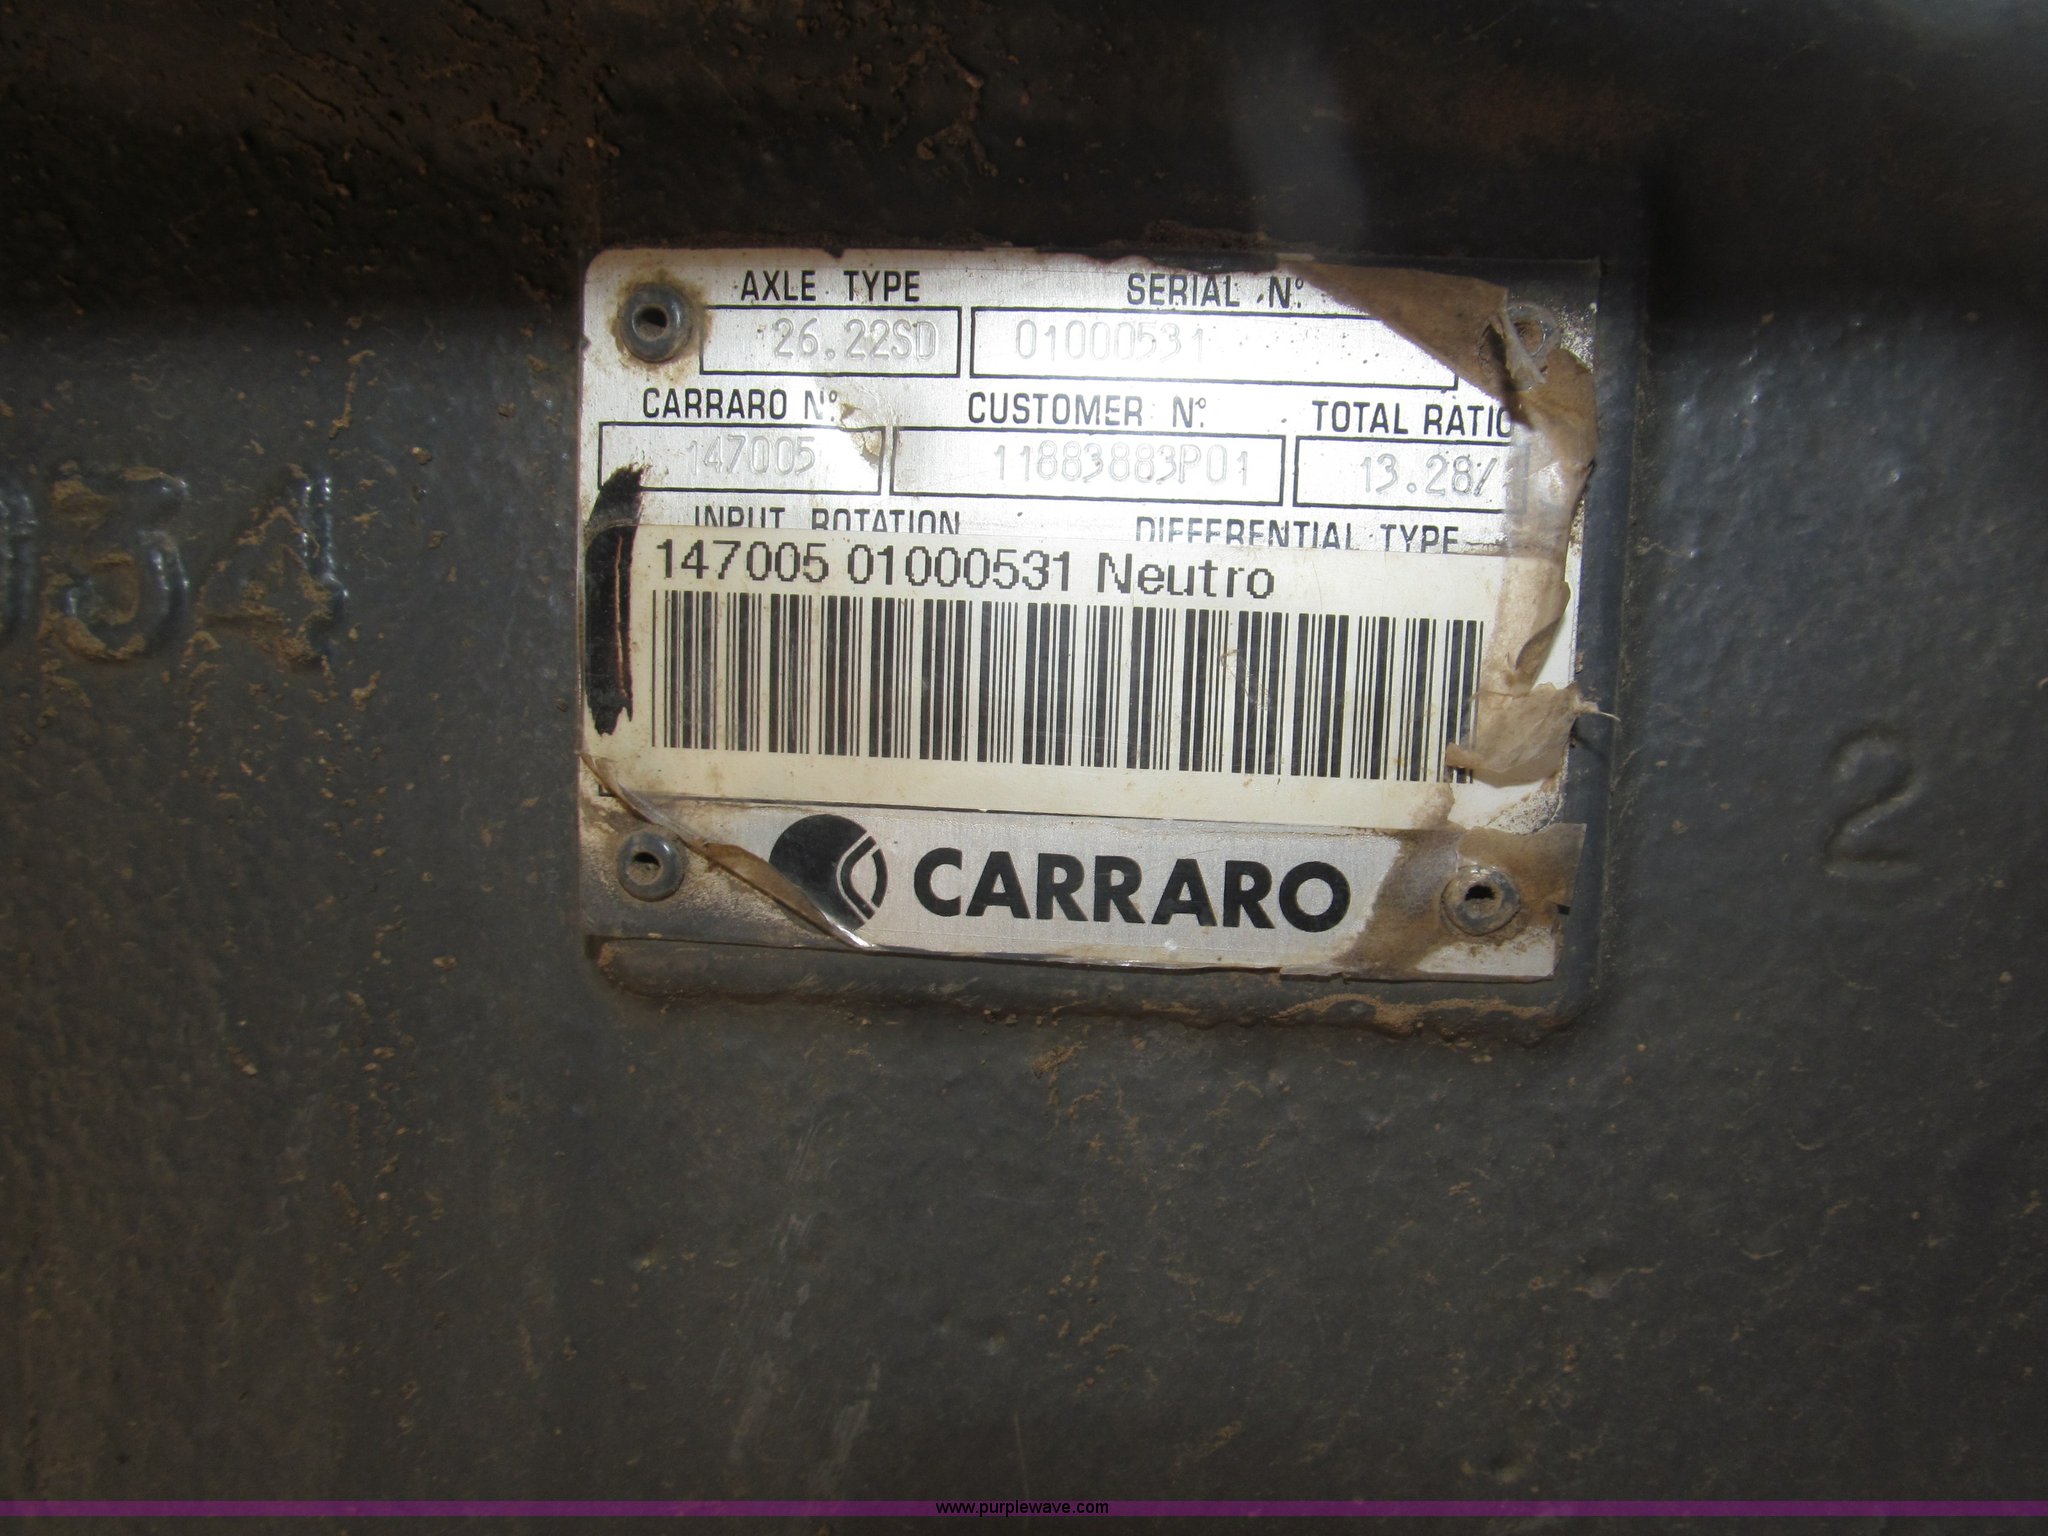 AXLE TYPE SERIAL N°
26.22SD 01000531
CARRARO N° CUSTOMER N° TOTAL RATIO
147005 11883883P01 13.28/
INPUT ROTATION DIFFERENTIAL TYPE
147005 01000531 Neutro
CARRARO
34
2
www.purplewave.com